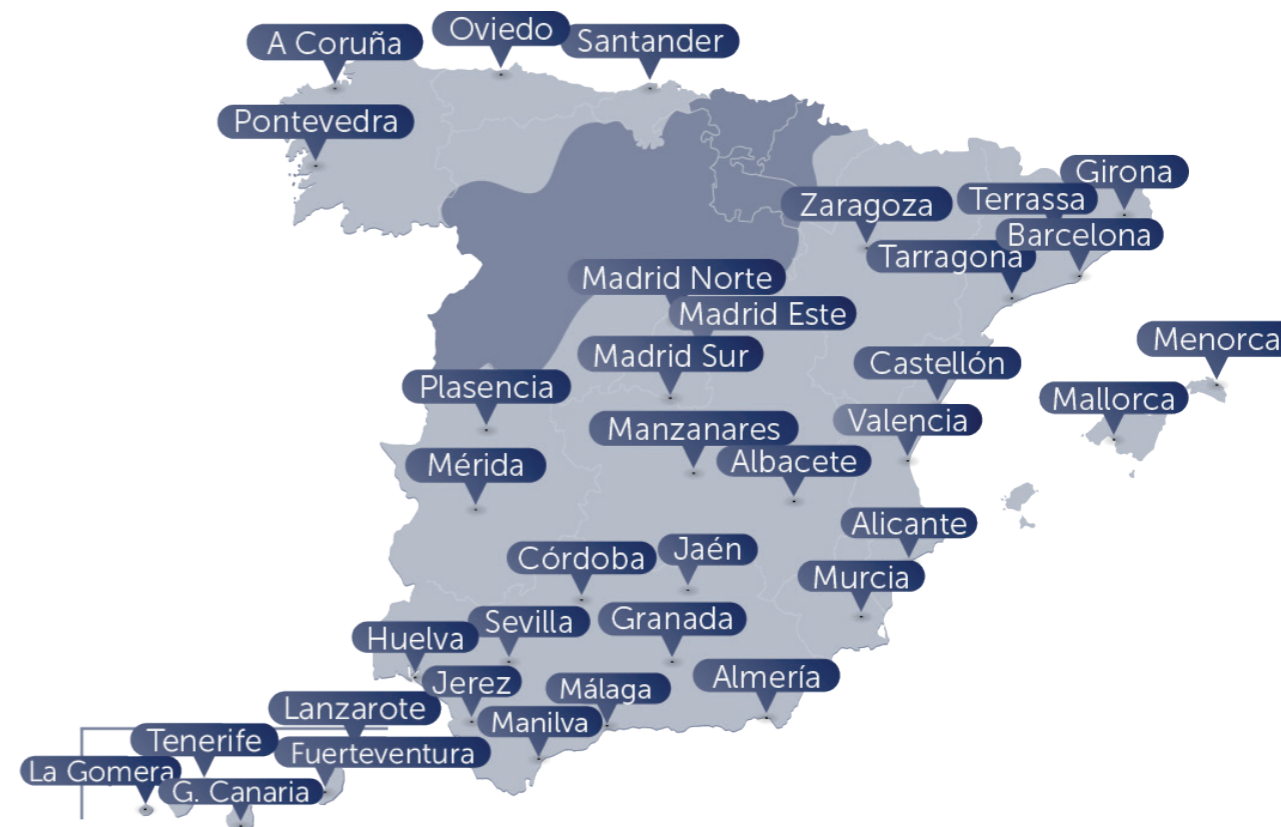 Oviedo
A Coruña
Santander
Pontevedra
Girona
Terrassa
Zaragoza
Barcelona
Tarragona
Madrid Norte
Madrid Este
Menorca
Madrid Sur
Castellón
Plasencia
Mallorca
Valencia
Manzanares
Albacete
Mérida
Alicante
Jaén
Córdoba
Murcia
Granada
Sevilla
Huelva
Almería
Jerez
Málaga
Lanzarote
Manilva
Tenerife
Fuerteventura
La Gomera
G. Canaria